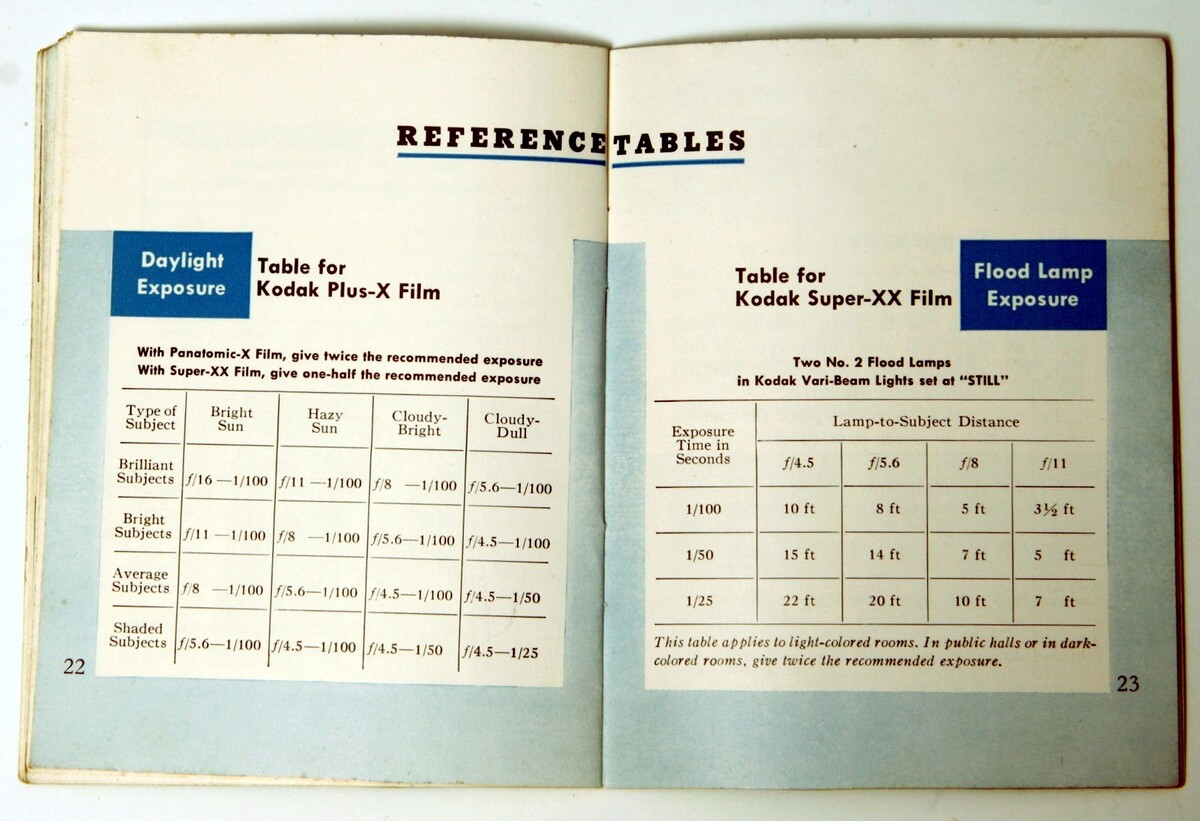 REFERENCE TABLES
Daylight
Exposure
Table for
Kodak Plus-X Film
With Panatomic-X Film, give twice the recommended exposure
With Super-XX Film, give one-half the recommended exposure
Type of Subject | Bright Sun | Hazy Sun | Cloudy-Bright | Cloudy-Dull
Brilliant Subjects | f/16 —1/100 | f/11 —1/100 | f/8 —1/100 | f/5.6—1/100
Bright Subjects | f/11 —1/100 | f/8 —1/100 | f/5.6—1/100 | f/4.5—1/100
Average Subjects | f/8 —1/100 | f/5.6—1/100 | f/4.5—1/100 | f/4.5—1/50
Shaded Subjects | f/5.6—1/100 | f/4.5—1/100 | f/4.5—1/50 | f/4.5—1/25
22
Table for
Kodak Super-XX Film
Flood Lamp
Exposure
Two No. 2 Flood Lamps
in Kodak Vari-Beam Lights set at “STILL”
Exposure Time in Seconds | Lamp-to-Subject Distance
f/4.5 | f/5.6 | f/8 | f/11
1/100 | 10 ft | 8 ft | 5 ft | 3½ ft
1/50 | 15 ft | 14 ft | 7 ft | 5 ft
1/25 | 22 ft | 20 ft | 10 ft | 7 ft
This table applies to light-colored rooms. In public halls or in dark-
colored rooms, give twice the recommended exposure.
23